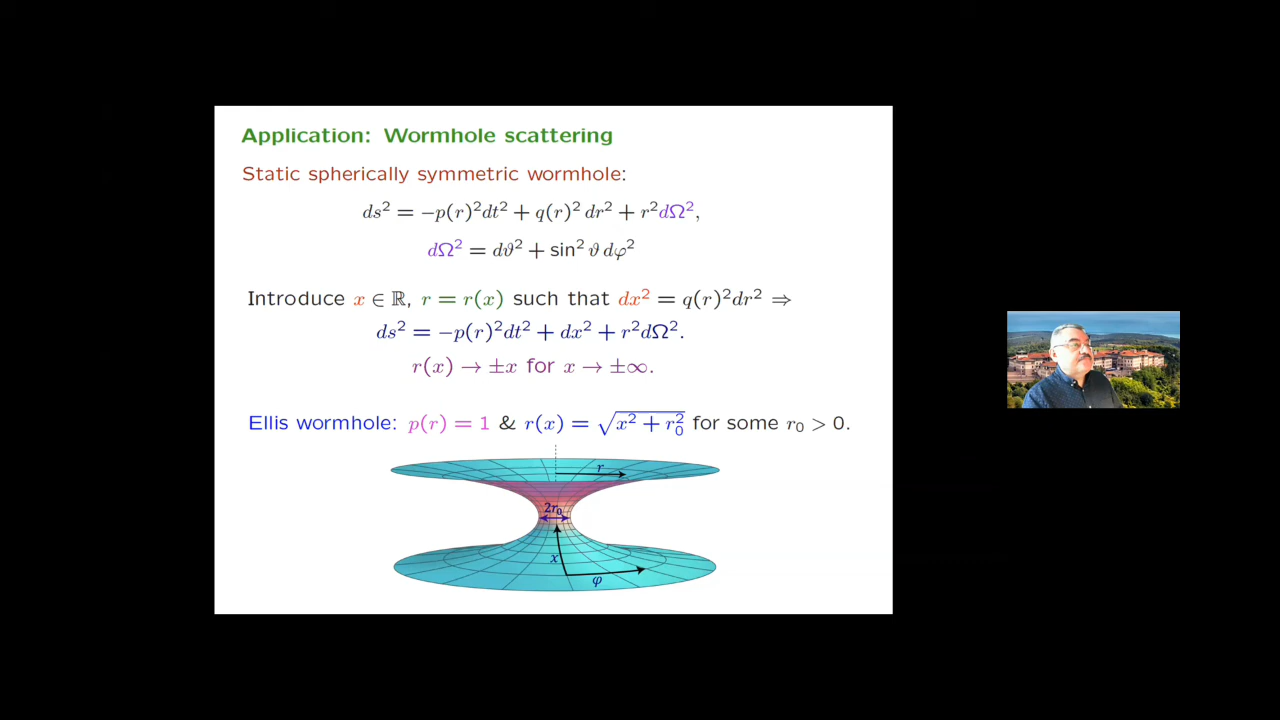 Application: Wormhole scattering
Static spherically symmetric wormhole:
ds² = −p(r)²dt² + q(r)² dr² + r²dΩ²,
dΩ² = dϑ² + sin² ϑ dφ²
Introduce x ∈ ℝ, r = r(x) such that dx² = q(r)²dr² ⇒
ds² = −p(r)²dt² + dx² + r²dΩ².
r(x) → ±x for x → ±∞.
Ellis wormhole: p(r) = 1 & r(x) = √(x² + r₀²) for some r₀ > 0.
r
2r₀
x
φ